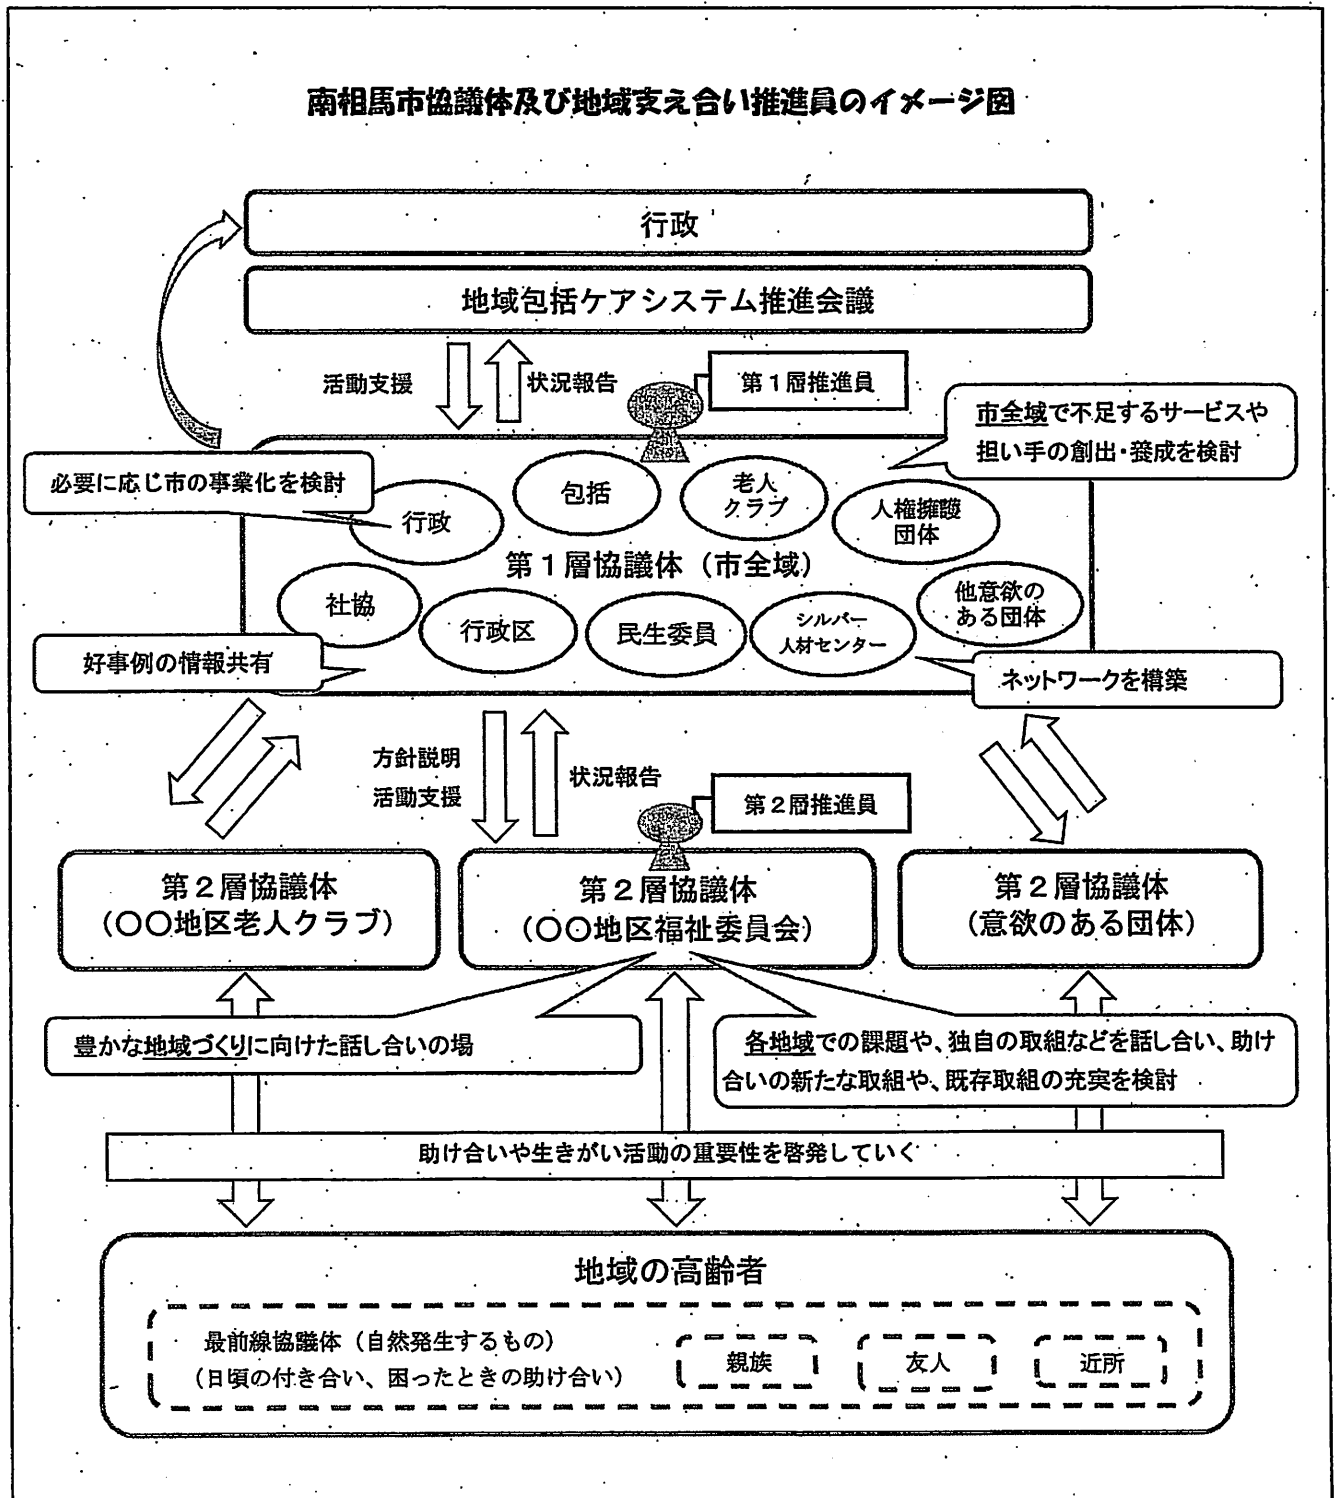 南相馬市協議体及び地域支え合い推進員のイメージ図
行政
地域包括ケアシステム推進会議
活動支援
状況報告
第1層推進員
市全域で不足するサービスや
担い手の創出・養成を検討
必要に応じ市の事業化を検討
行政
包括
老人
クラブ
人権擁護
団体
第1層協議体（市全域）
社協
行政区
民生委員
シルバー
人材センター
他意欲の
ある団体
好事例の情報共有
ネットワークを構築
方針説明
活動支援
状況報告
第2層推進員
第2層協議体
（〇〇地区老人クラブ）
第2層協議体
（〇〇地区福祉委員会）
第2層協議体
（意欲のある団体）
豊かな地域づくりに向けた話し合いの場
各地域での課題や、独自の取組などを話し合い、助け
合いの新たな取組や、既存取組の充実を検討
助け合いや生きがい活動の重要性を啓発していく
地域の高齢者
最前線協議体（自然発生するもの）
（日頃の付き合い、困ったときの助け合い）
親族
友人
近所